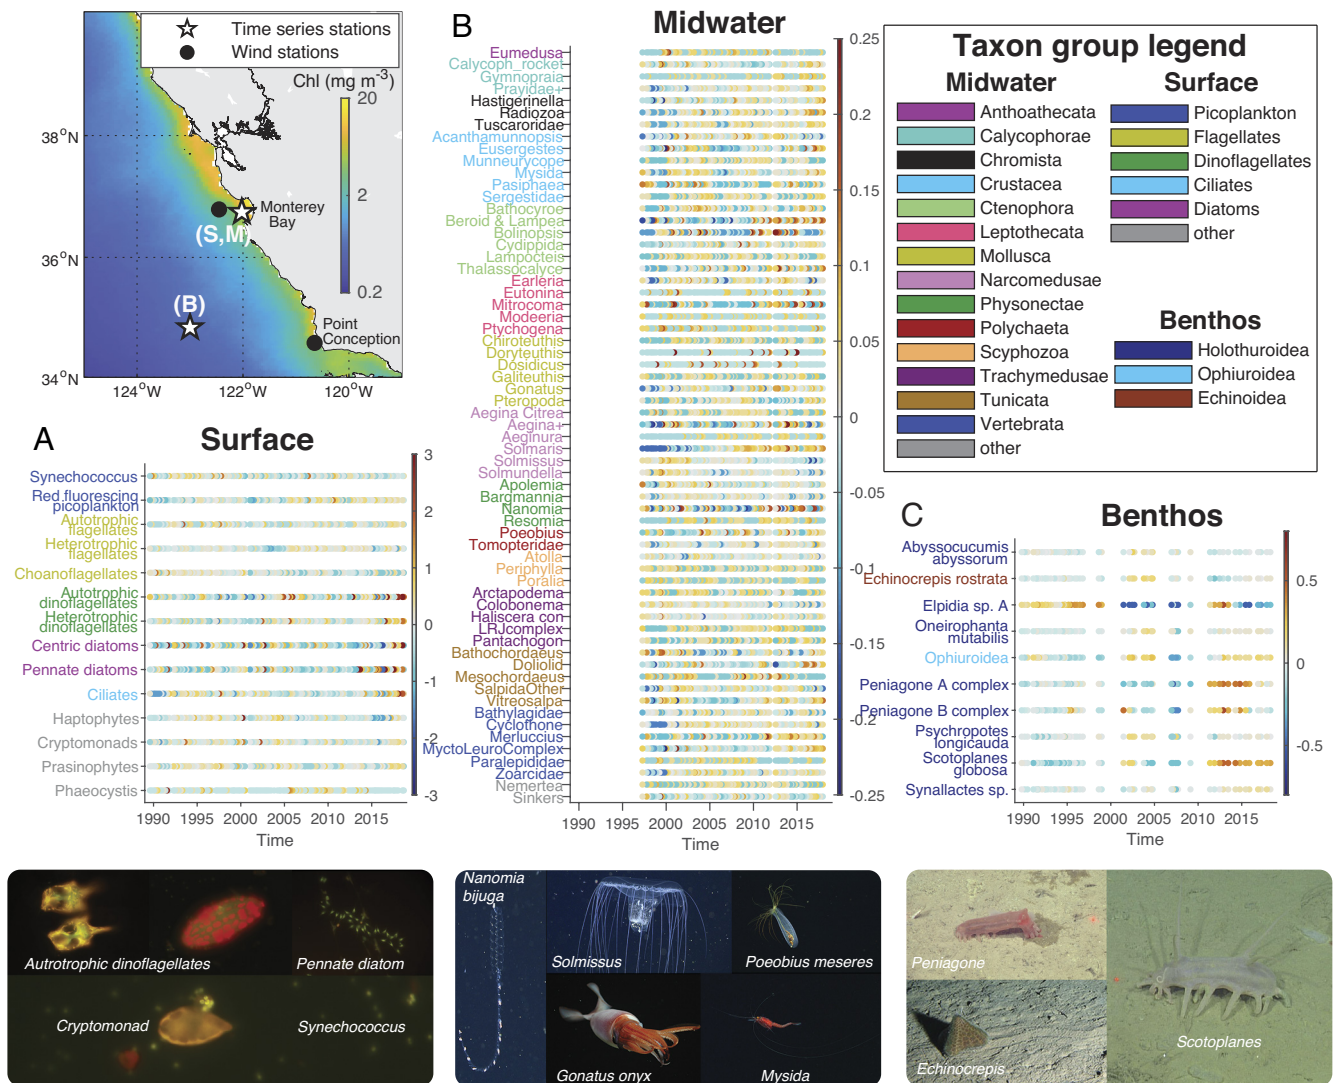 Time series stations
Wind stations
Chl (mg m-3)
20
2
0.2
38°N
36°N
34°N
124°W
122°W
120°W
Monterey
Bay
(S,M)
(B)
Point
Conception
A
Surface
Synechococcus
Red fluorescing
picoplankton
Autotrophic
flagellates
Heterotrophic
flagellates
Choanoflagellates
Autotrophic
dinoflagellates
Heterotrophic
dinoflagellates
Centric diatoms
Pennate diatoms
Ciliates
Haptophytes
Cryptomonads
Prasinophytes
Phaeocystis
1990 1995 2000 2005 2010 2015
Time
3
2
1
0
-1
-2
-3
B
Midwater
Eumedusa
Calycoph_rocket
Gymnopraia
Prayidae+
Hastigerinella
Radiozoa
Tuscaroridae
Acanthamunnopsis
Eusergestes
Munneurycope
Mysida
Pasiphaea
Sergestidae
Bathocyroe
Beroid & Lampea
Bolinopsis
Cydippida
Lampocteis
Thalassocalyce
Earleria
Eutonina
Mitrocoma
Modeeria
Ptychogena
Chiroteuthis
Doryteuthis
Dosidicus
Galiteuthis
Gonatus
Pteropoda
Aegina Citrea
Aegina+
Aeginura
Solmaris
Solmissus
Solmundella
Apolemia
Bargmannia
Nanomia
Resomia
Poeobius
Tomopteridae
Atolla
Periphylla
Poralia
Arctapodema
Colobonema
Haliscera con
LRJcomplex
Pantachogon
Bathochordaeus
Doliolid
Mesochordaeus
SalpidaOther
Vitreosalpa
Bathylagidae
Cyclothone
Merluccius
MyctoLeuroComplex
Paralepididae
Zoarcidae
Nemertea
Sinkers
1990 1995 2000 2005 2010 2015
Time
0.25
0.2
0.15
0.1
0.05
0
-0.05
-0.1
-0.15
-0.2
-0.25
Taxon group legend
Midwater
Anthoathecata
Calycophorae
Chromista
Crustacea
Ctenophora
Leptothecata
Mollusca
Narcomedusae
Physonectae
Polychaeta
Scyphozoa
Trachymedusae
Tunicata
Vertebrata
other
Surface
Picoplankton
Flagellates
Dinoflagellates
Ciliates
Diatoms
other
Benthos
Holothuroidea
Ophiuroidea
Echinoidea
C
Benthos
Abyssocucumis
abyssorum
Echinocrepis rostrata
Elpidia sp. A
Oneirophanta
mutabilis
Ophiuroidea
Peniagone A complex
Peniagone B complex
Psychropotes
longicauda
Scotoplanes
globosa
Synallactes sp.
1990 1995 2000 2005 2010 2015
Time
0.5
0
-0.5
Autrotrophic dinoflagellates
Pennate diatom
Cryptomonad
Synechococcus
Nanomia
bijuga
Solmissus
Poeobius meseres
Gonatus onyx
Mysida
Peniagone
Echinocrepis
Scotoplanes